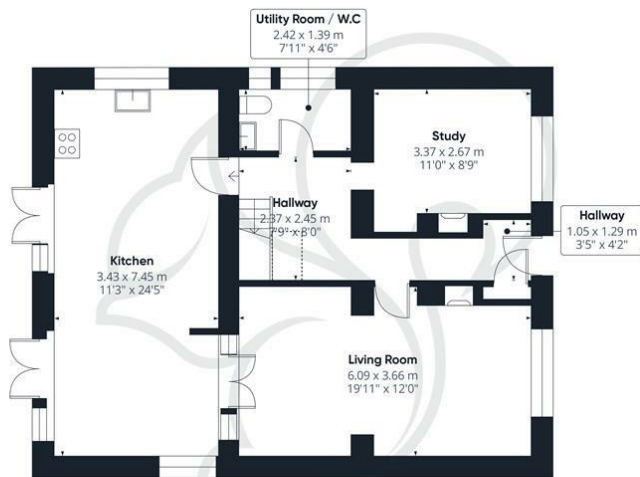 Utility Room / W.C
2.42 x 1.39 m
7'11" x 4'6"
Study
3.37 x 2.67 m
11'0" x 8'9"
Hallway
2.37 x 2.45 m
7'9" x 8'0"
Hallway
1.05 x 1.29 m
3'5" x 4'2"
Kitchen
3.43 x 7.45 m
11'3" x 24'5"
Living Room
6.09 x 3.66 m
19'11" x 12'0"